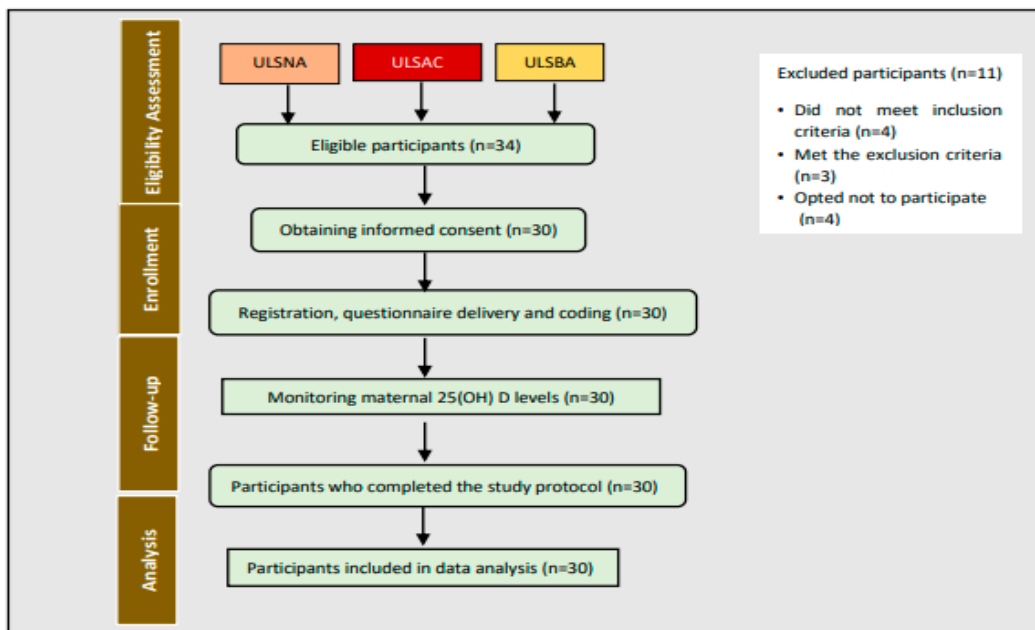 Eligibility Assessment
ULSNA
ULSAC
ULSBA
Eligible participants (n=34)
Excluded participants (n=11)
• Did not meet inclusion
criteria (n=4)
• Met the exclusion criteria
(n=3)
• Opted not to participate
(n=4)
Enrollment
Obtaining informed consent (n=30)
Registration, questionnaire delivery and coding (n=30)
Follow-up
Monitoring maternal 25(OH) D levels (n=30)
Participants who completed the study protocol (n=30)
Analysis
Participants included in data analysis (n=30)